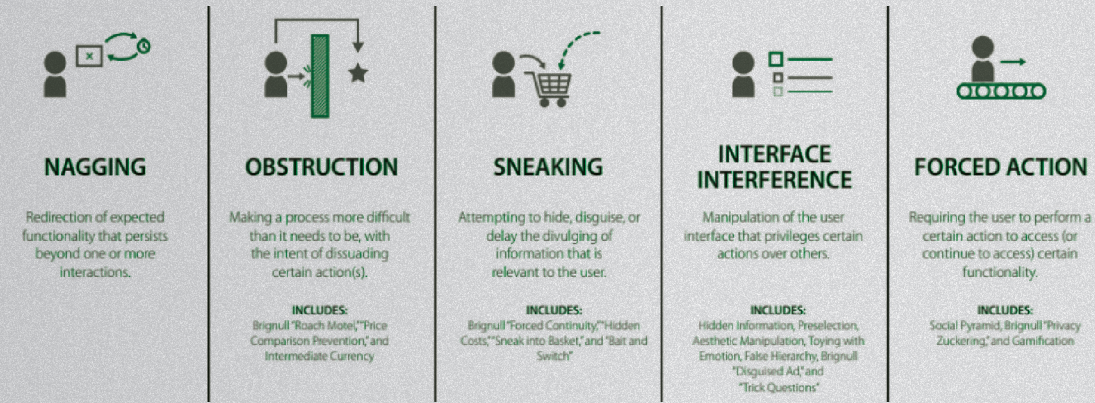 NAGGING
Redirection of expected
functionality that persists
beyond one or more
interactions.
OBSTRUCTION
Making a process more difficult
than it needs to be, with
the intent of dissuading
certain action(s).
INCLUDES:
Brignull "Roach Motel," "Price
Comparison Prevention," and
Intermediate Currency
SNEAKING
Attempting to hide, disguise, or
delay the divulging of
information that is
relevant to the user.
INCLUDES:
Brignull "Forced Continuity," "Hidden
Costs," "Sneak into Basket," and "Bait and
Switch"
INTERFACE
INTERFERENCE
Manipulation of the user
interface that privileges certain
actions over others.
INCLUDES:
Hidden Information, Preselection,
Aesthetic Manipulation, Toying with
Emotion, False Hierarchy, Brignull
"Disguised Ad," and
"Trick Questions"
FORCED ACTION
Requiring the user to perform a
certain action to access (or
continue to access) certain
functionality.
INCLUDES:
Social Pyramid, Brignull "Privacy
Zuckering," and Gamification